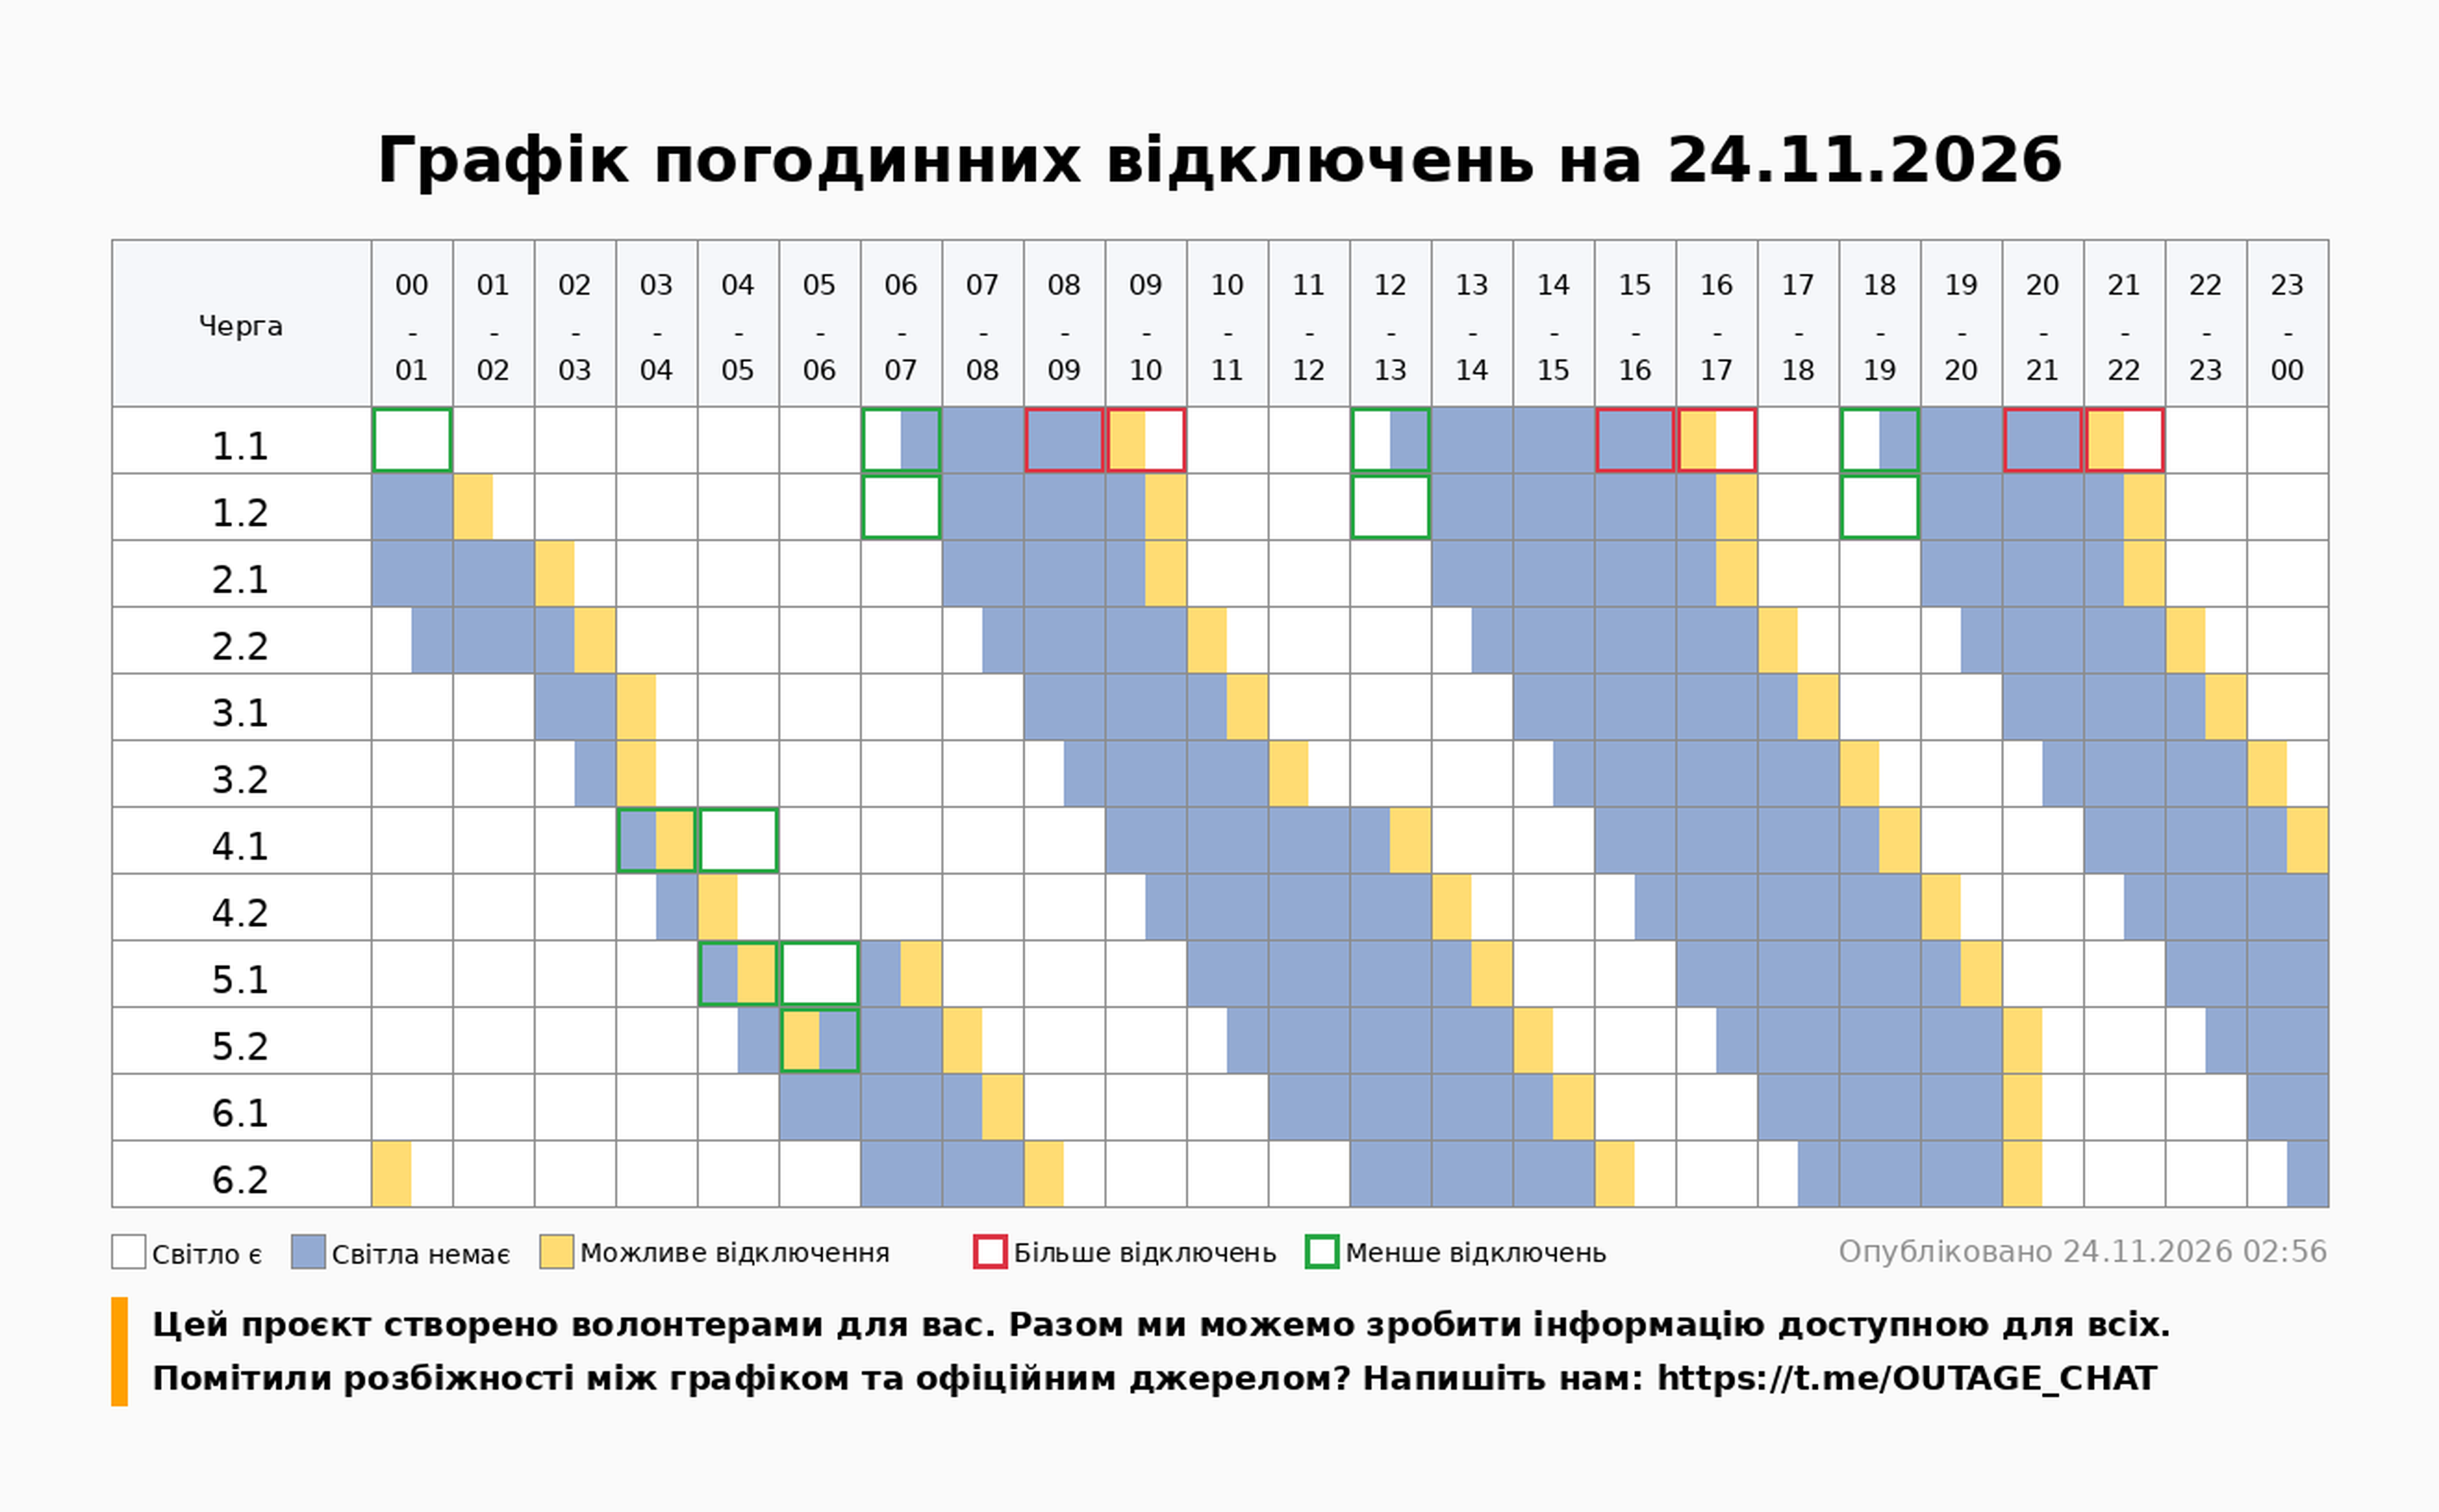 Графік погодинних відключень на 24.11.2026
Черга
00 - 01
01 - 02
02 - 03
03 - 04
04 - 05
05 - 06
06 - 07
07 - 08
08 - 09
09 - 10
10 - 11
11 - 12
12 - 13
13 - 14
14 - 15
15 - 16
16 - 17
17 - 18
18 - 19
19 - 20
20 - 21
21 - 22
22 - 23
23 - 00
1.1
1.2
2.1
2.2
3.1
3.2
4.1
4.2
5.1
5.2
6.1
6.2
Світло є
Світла немає
Можливе відключення
Більше відключень
Менше відключень
Опубліковано 24.11.2026 02:56
Цей проєкт створено волонтерами для вас. Разом ми можемо зробити інформацію доступною для всіх.
Помітили розбіжності між графіком та офіційним джерелом? Напишіть нам: https://t.me/OUTAGE_CHAT